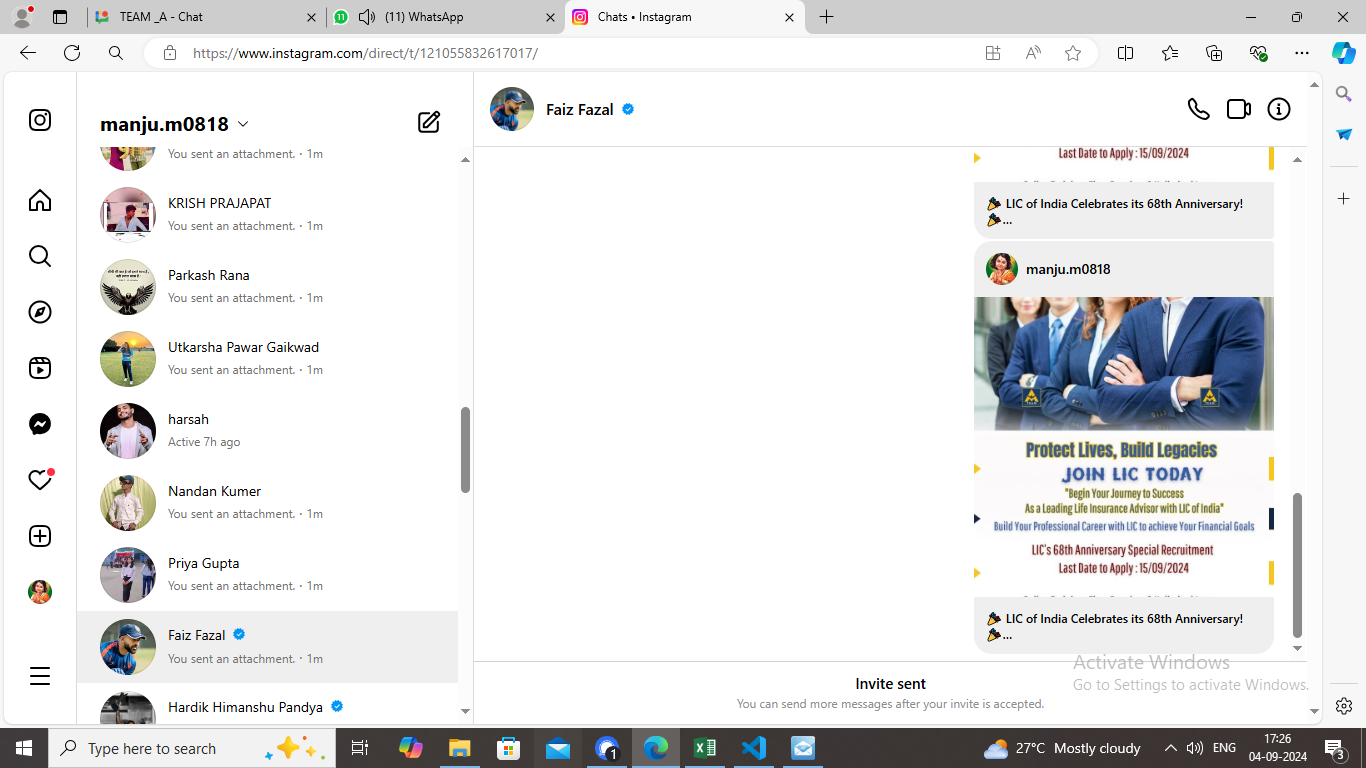 TEAM _A - Chat
(11) WhatsApp
Chats • Instagram
https://www.instagram.com/direct/t/121055832617017/
manju.m0818
You sent an attachment. · 1m
KRISH PRAJAPAT
You sent an attachment. · 1m
Parkash Rana
You sent an attachment. · 1m
Utkarsha Pawar Gaikwad
You sent an attachment. · 1m
harsah
Active 7h ago
Nandan Kumer
You sent an attachment. · 1m
Priya Gupta
You sent an attachment. · 1m
Faiz Fazal
You sent an attachment. · 1m
Hardik Himanshu Pandya
Faiz Fazal
Last Date to Apply : 15/09/2024
🎉 LIC of India Celebrates its 68th Anniversary!
🎉...
manju.m0818
Protect Lives, Build Legacies
JOIN LIC TODAY
"Begin Your Journey to Success
As a Leading Life Insurance Advisor with LIC of India"
Build Your Professional Career with LIC to achieve Your Financial Goals
LIC's 68th Anniversary Special Recruitment
Last Date to Apply : 15/09/2024
🎉 LIC of India Celebrates its 68th Anniversary!
🎉...
Invite sent
You can send more messages after your invite is accepted.
Activate Windows
Go to Settings to activate Windows.
Type here to search
27°C Mostly cloudy
ENG
17:26
04-09-2024
3